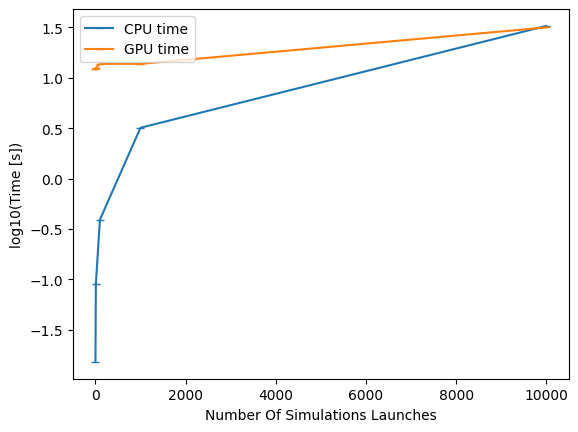 CPU time
GPU time
1.5
1.0
0.5
0.0
−0.5
−1.0
−1.5
log10(Time [s])
0 2000 4000 6000 8000 10000
Number Of Simulations Launches